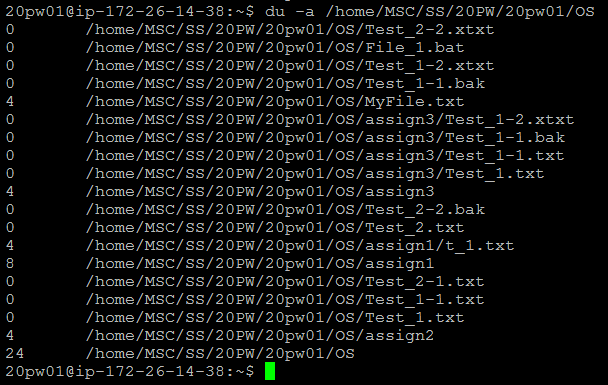 20pw01@ip-172-26-14-38:~$ du -a /home/MSC/SS/20PW/20pw01/OS
0 /home/MSC/SS/20PW/20pw01/OS/Test_2-2.xtxt
0 /home/MSC/SS/20PW/20pw01/OS/File_1.bat
0 /home/MSC/SS/20PW/20pw01/OS/Test_1-2.xtxt
0 /home/MSC/SS/20PW/20pw01/OS/Test_1-1.bak
4 /home/MSC/SS/20PW/20pw01/OS/MyFile.txt
0 /home/MSC/SS/20PW/20pw01/OS/assign3/Test_1-2.xtxt
0 /home/MSC/SS/20PW/20pw01/OS/assign3/Test_1-1.bak
0 /home/MSC/SS/20PW/20pw01/OS/assign3/Test_1-1.txt
0 /home/MSC/SS/20PW/20pw01/OS/assign3/Test_1.txt
4 /home/MSC/SS/20PW/20pw01/OS/assign3
0 /home/MSC/SS/20PW/20pw01/OS/Test_2-2.bak
0 /home/MSC/SS/20PW/20pw01/OS/Test_2.txt
4 /home/MSC/SS/20PW/20pw01/OS/assign1/t_1.txt
8 /home/MSC/SS/20PW/20pw01/OS/assign1
0 /home/MSC/SS/20PW/20pw01/OS/Test_2-1.txt
0 /home/MSC/SS/20PW/20pw01/OS/Test_1-1.txt
0 /home/MSC/SS/20PW/20pw01/OS/Test_1.txt
4 /home/MSC/SS/20PW/20pw01/OS/assign2
24 /home/MSC/SS/20PW/20pw01/OS
20pw01@ip-172-26-14-38:~$